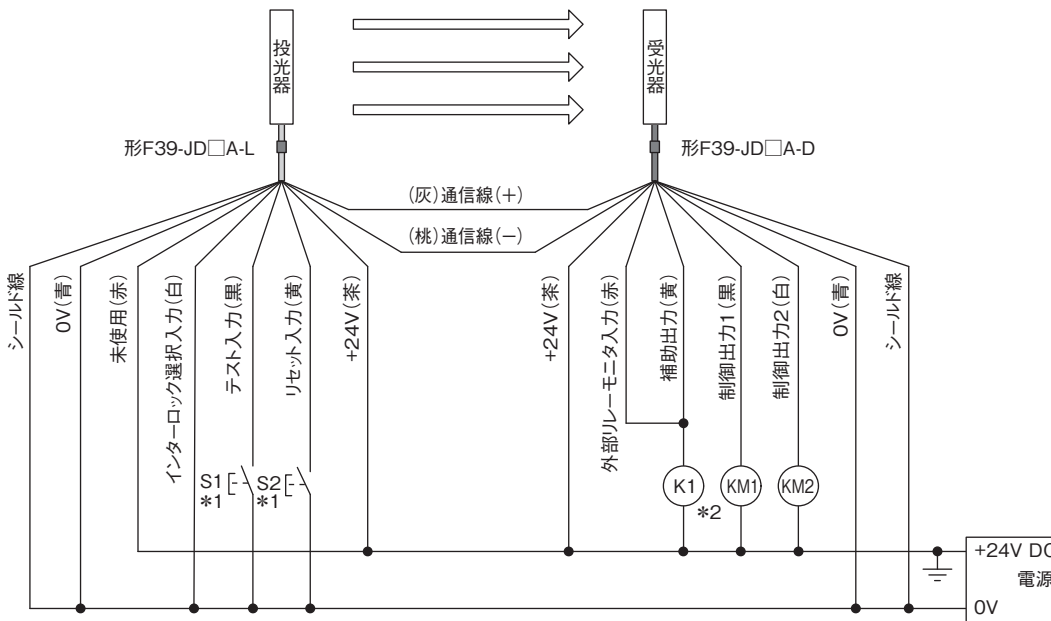 投光器
受光器
形F39-JD□A-L
形F39-JD□A-D
(灰)通信線(+)
(桃)通信線(-)
シールド線
0V(青)
未使用(赤)
インターロック選択入力(白)
テスト入力(黒)
リセット入力(黄)
+24V(茶)
+24V(茶)
外部リレーモニタ入力(赤)
補助出力(黄)
制御出力1(黒)
制御出力2(白)
0V(青)
シールド線
S1
*1
S2
*1
K1
*2
KM1
KM2
+24V DC
電源
0V